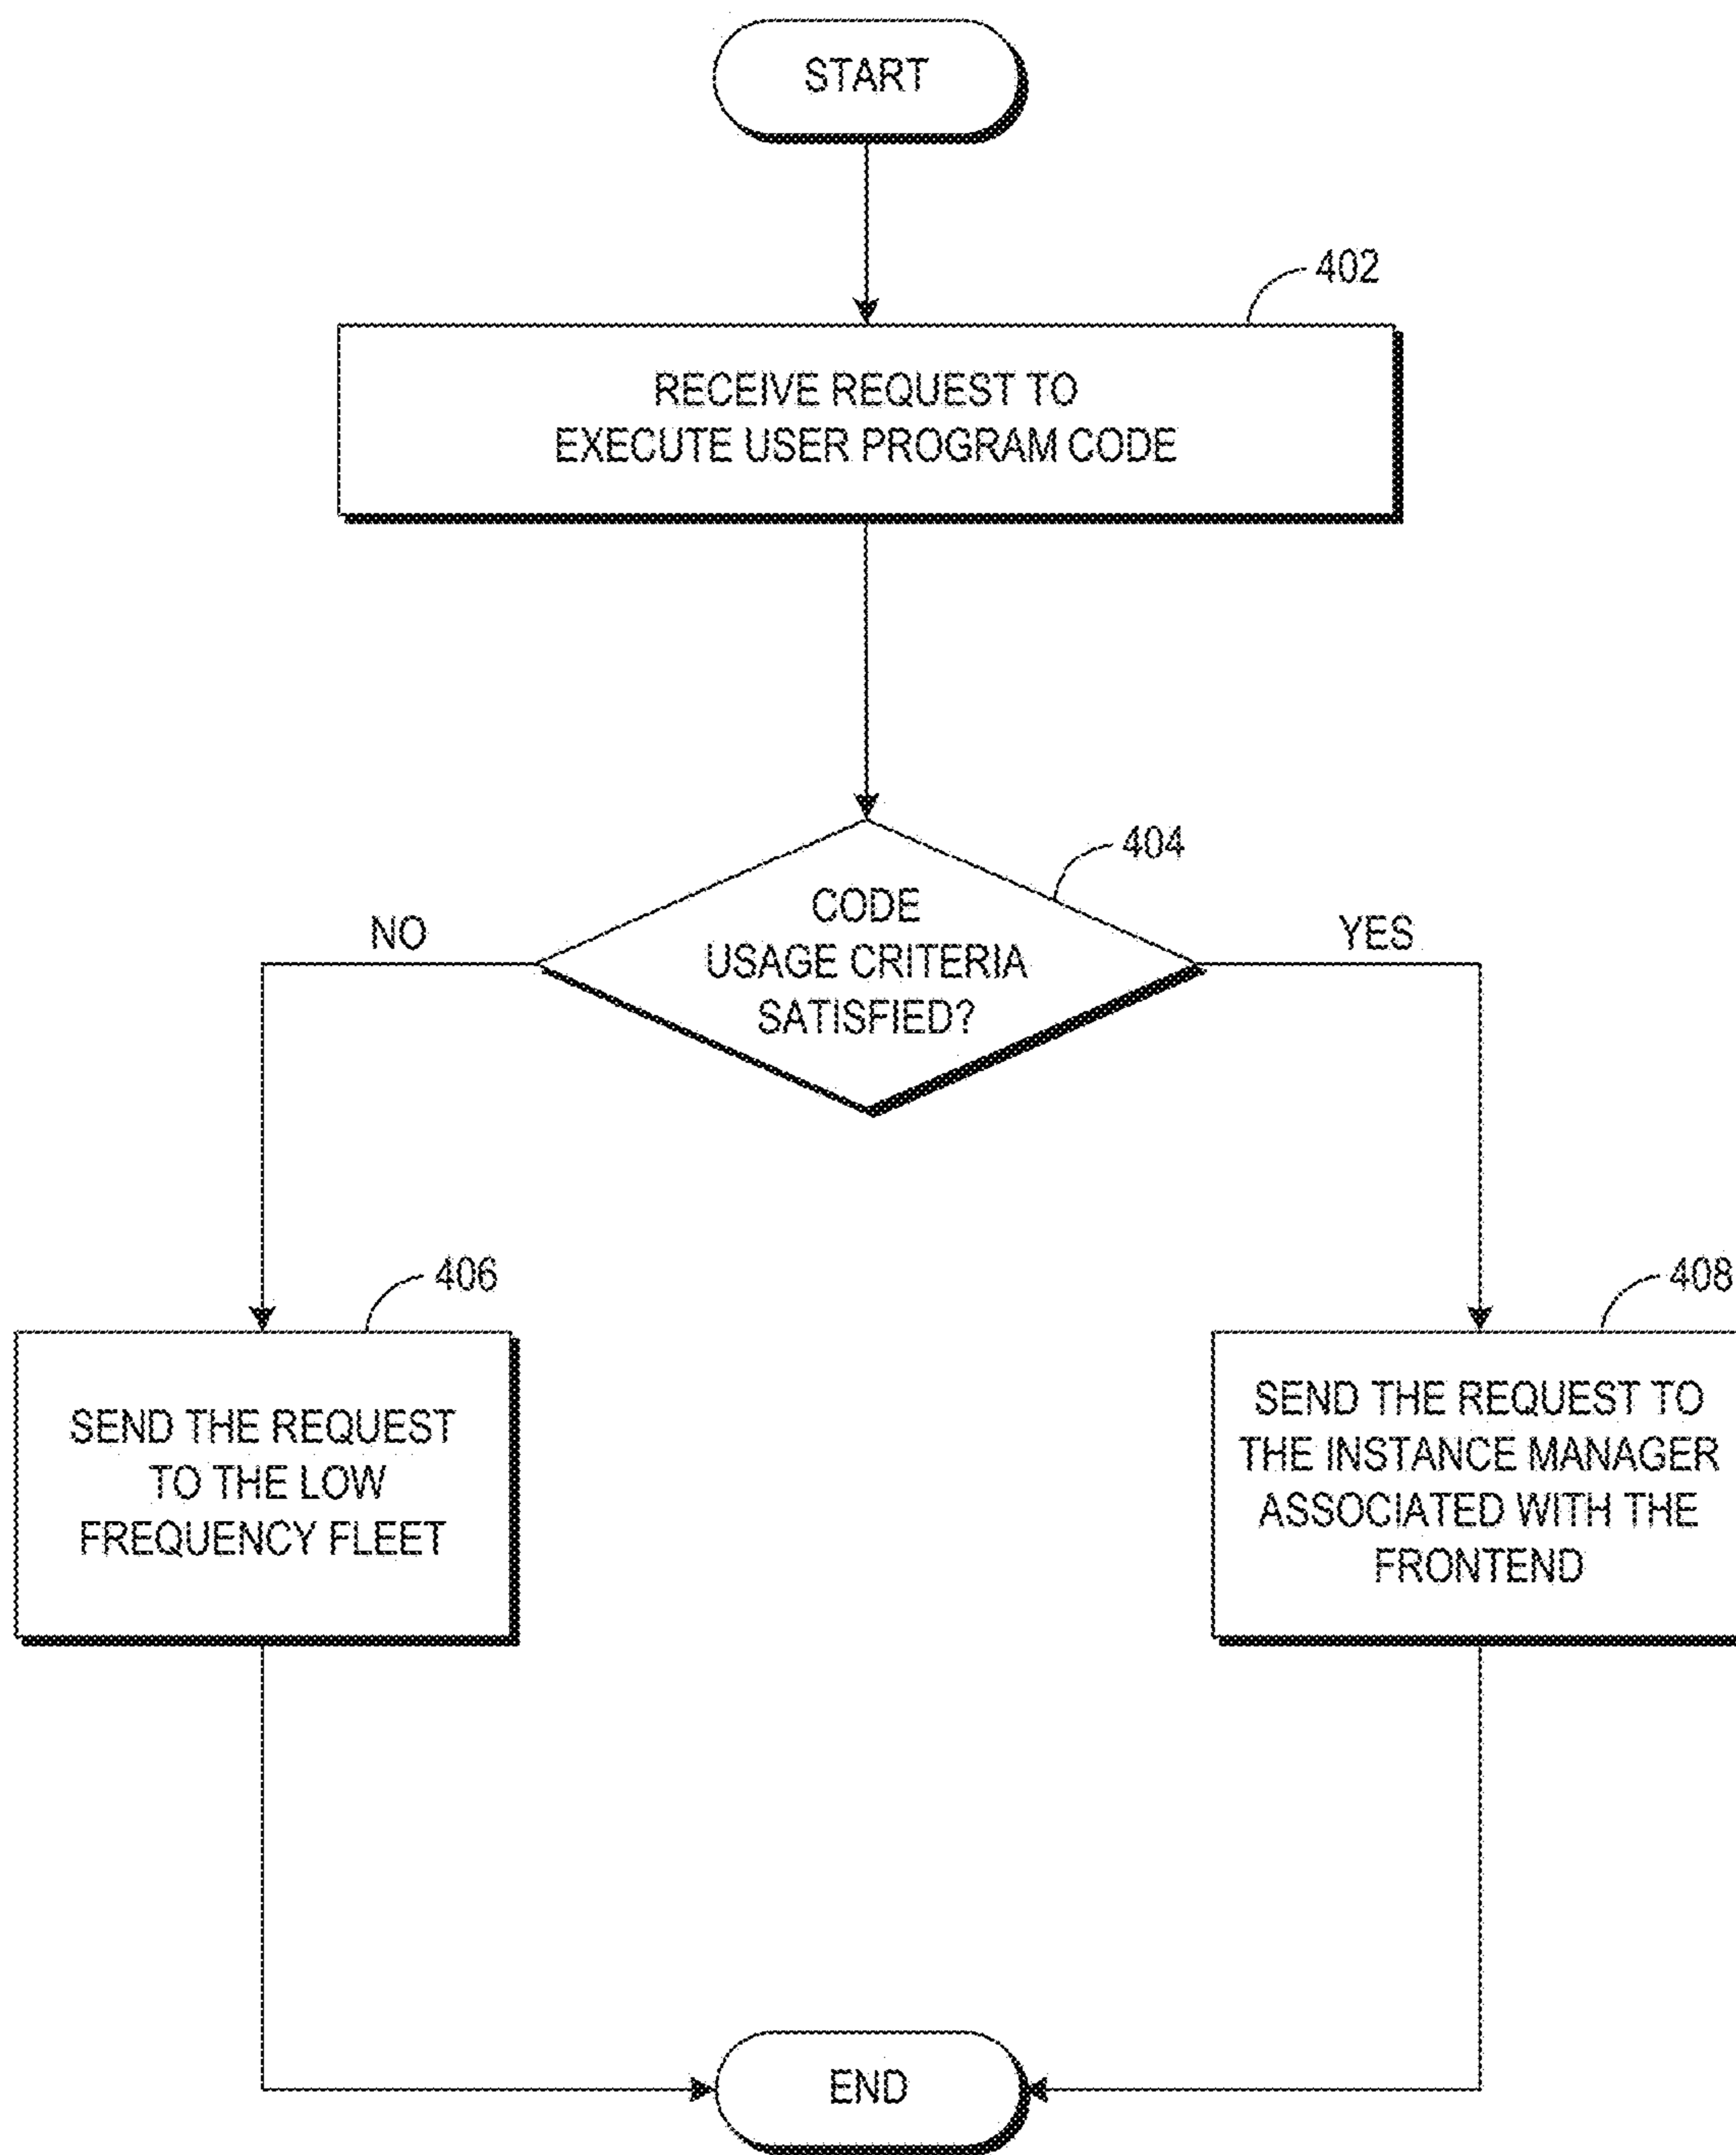 START
402
RECEIVE REQUEST TO
EXECUTE USER PROGRAM CODE
404
CODE
USAGE CRITERIA
SATISFIED?
NO
YES
406
SEND THE REQUEST
TO THE LOW
FREQUENCY FLEET
408
SEND THE REQUEST TO
THE INSTANCE MANAGER
ASSOCIATED WITH THE
FRONTEND
END